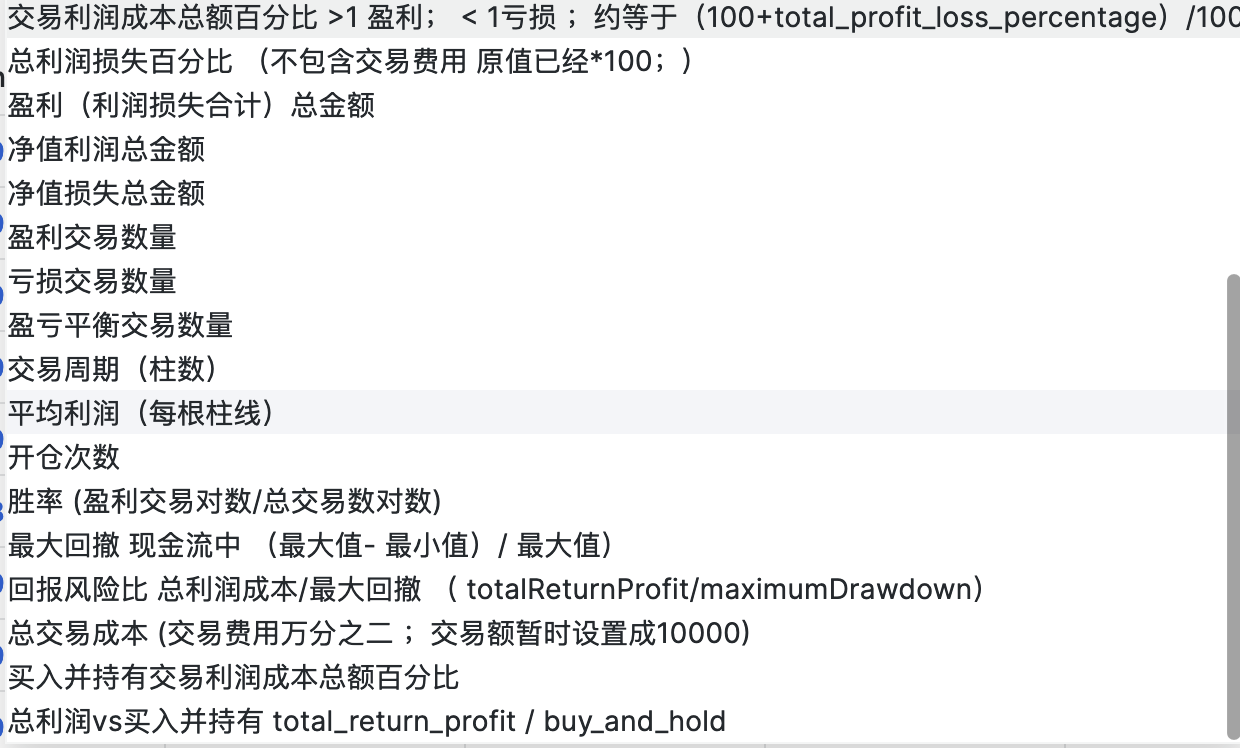 交易利润成本总额百分比 >1 盈利； < 1亏损 ；约等于（100+total_profit_loss_percentage）/100
总利润损失百分比 （不包含交易费用 原值已经*100；）
盈利（利润损失合计）总金额
净值利润总金额
净值损失总金额
盈利交易数量
亏损交易数量
盈亏平衡交易数量
交易周期（柱数）
平均利润（每根柱线）
开仓次数
胜率 (盈利交易对数/总交易数对数)
最大回撤 现金流中 （最大值- 最小值）/ 最大值）
回报风险比 总利润成本/最大回撤 （ totalReturnProfit/maximumDrawdown）
总交易成本 (交易费用万分之二 ；交易额暂时设置成10000)
买入并持有交易利润成本总额百分比
总利润vs买入并持有 total_return_profit / buy_and_hold